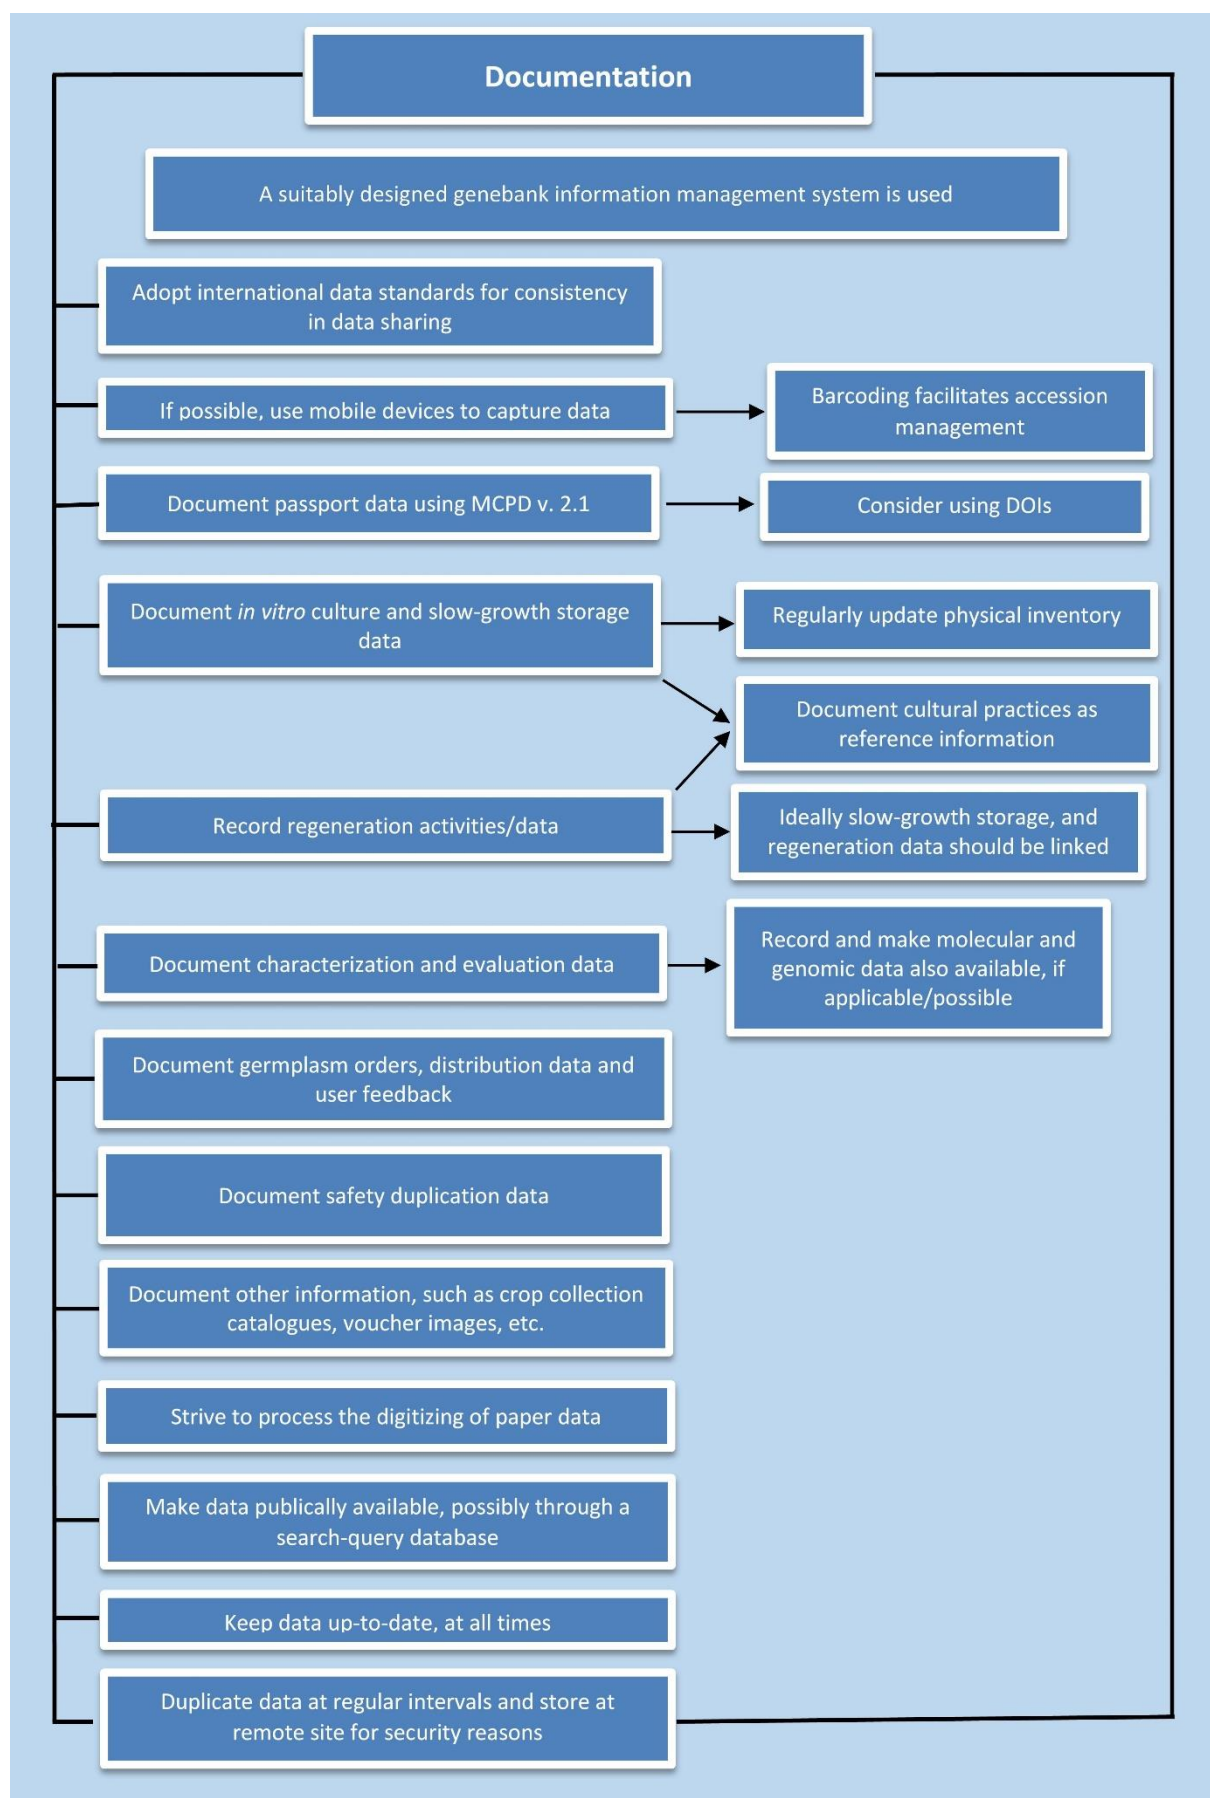 Documentation
A suitably designed genebank information management system is used
Adopt international data standards for consistency
in data sharing
If possible, use mobile devices to capture data
Barcoding facilitates accession
management
Document passport data using MCPD v. 2.1
Consider using DOIs
Document in vitro culture and slow-growth storage
data
Regularly update physical inventory
Document cultural practices as
reference information
Record regeneration activities/data
Ideally slow-growth storage, and
regeneration data should be linked
Document characterization and evaluation data
Record and make molecular and
genomic data also available, if
applicable/possible
Document germplasm orders, distribution data and
user feedback
Document safety duplication data
Document other information, such as crop collection
catalogues, voucher images, etc.
Strive to process the digitizing of paper data
Make data publically available, possibly through a
search-query database
Keep data up-to-date, at all times
Duplicate data at regular intervals and store at
remote site for security reasons